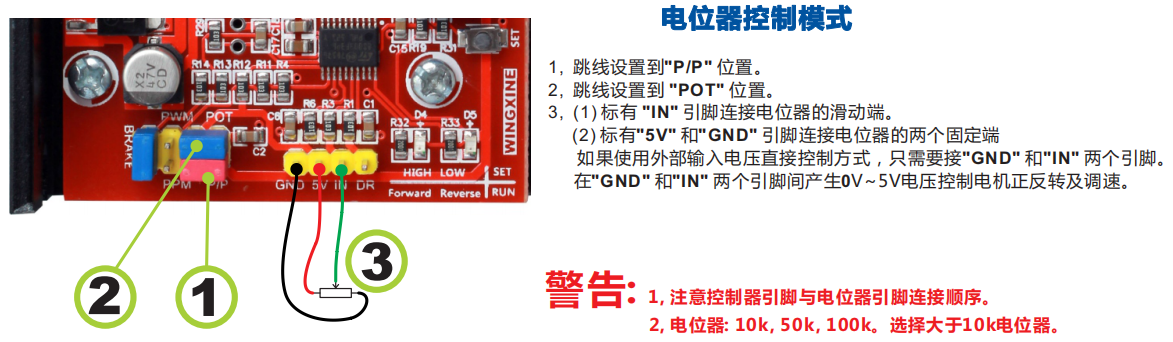 电位器控制模式
1, 跳线设置到"P/P" 位置。
2, 跳线设置到 "POT" 位置。
3, (1) 标有 "IN" 引脚连接电位器的滑动端。
(2) 标有"5V" 和"GND" 引脚连接电位器的两个固定端
如果使用外部输入电压直接控制方式 , 只需要接"GND" 和"IN" 两个引脚。
在"GND" 和"IN" 两个引脚间产生0V~5V电压控制电机正反转及调速。
警告:
1, 注意控制器引脚与电位器引脚连接顺序。
2, 电位器: 10k, 50k, 100k。选择大于10k电位器。
R29
C15 R19 R31
SET
C17
X2
47V
CD
R14 R13 R12 R11 R4
PWM POT
BRAKE
C2
C6 R6 R3 R1 C1
R32 D4 R33 D5
WINGXINE
PPM P/P
GND 5V IN DR
HIGH LOW SET
Forward Reverse RUN
2
1
3